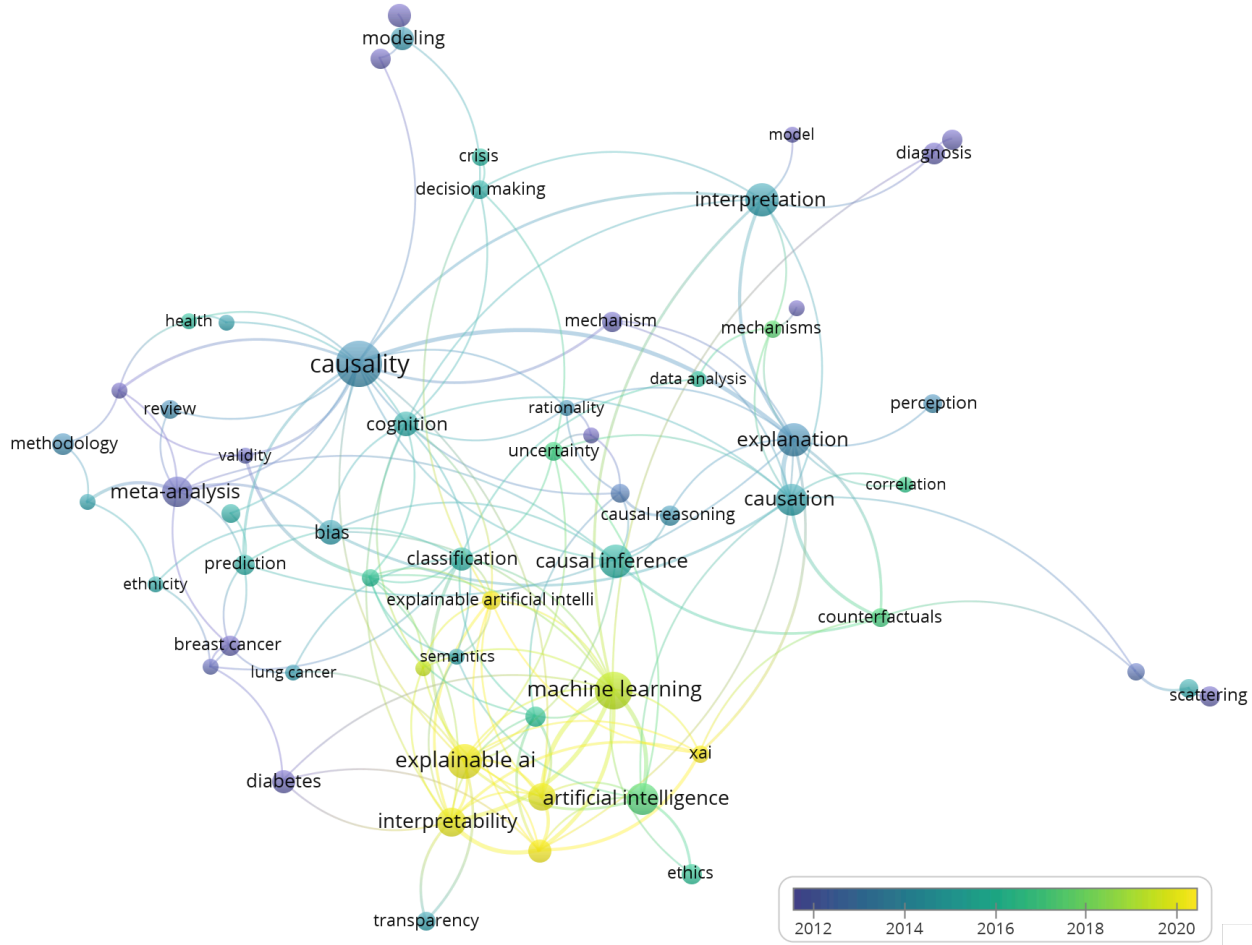 modeling
model
crisis
diagnosis
decision making
interpretation
health
mechanism
mechanisms
causality
data analysis
review
rationality
perception
cognition
methodology
explanation
uncertainty
validity
correlation
meta-analysis
causation
causal reasoning
bias
classification
causal inference
prediction
ethnicity
explainable artificial intelli
counterfactuals
breast cancer
semantics
lung cancer
machine learning
scattering
xai
explainable ai
diabetes
artificial intelligence
interpretability
ethics
transparency
2012
2014
2016
2018
2020